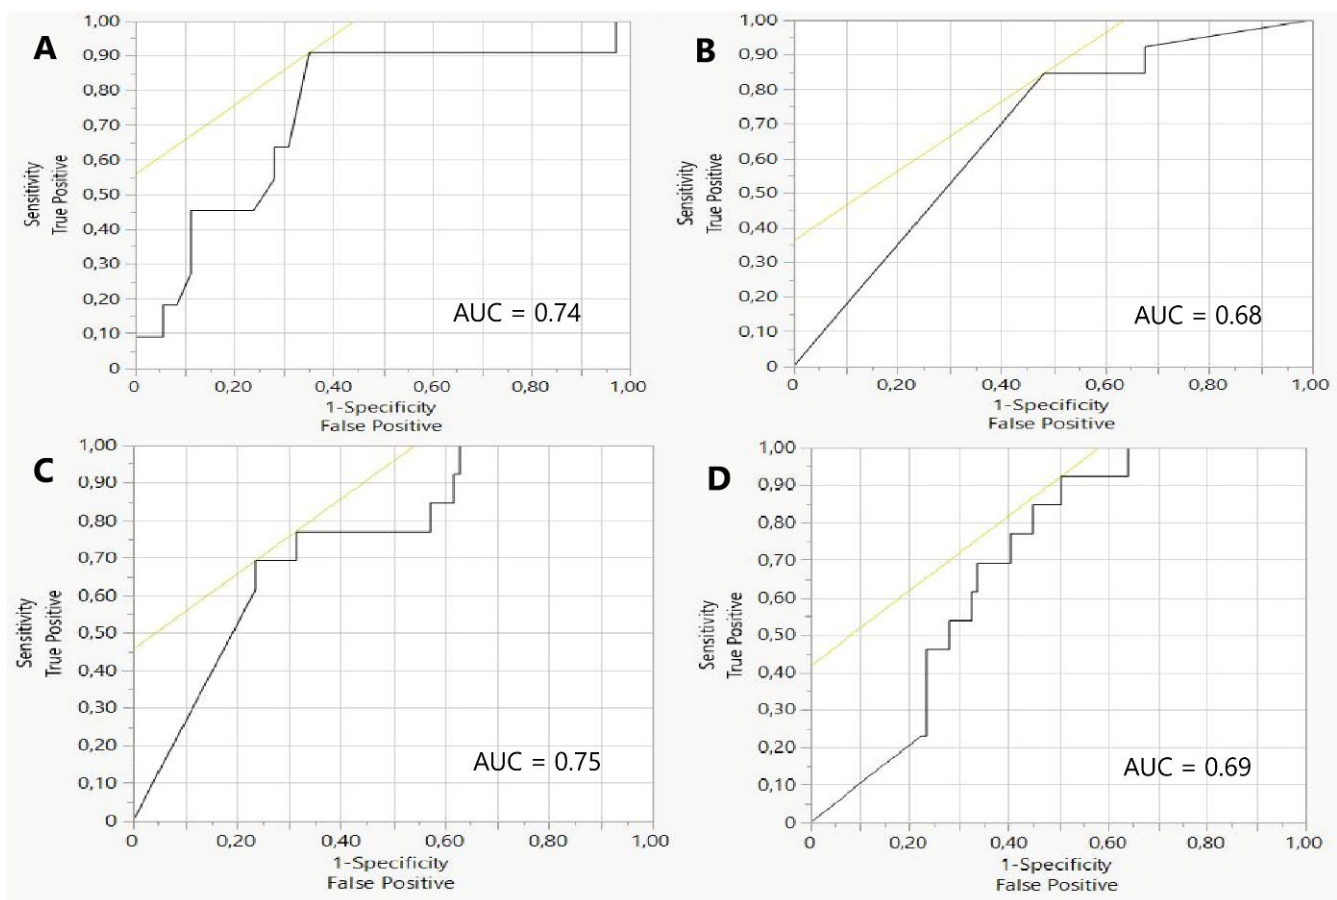 A
1,00
0,90
0,80
0,70
0,60
0,50
0,40
0,30
0,20
0,10
0
Sensitivity
True Positive
AUC = 0.74
0 0,20 0,40 0,60 0,80 1,00
1-Specificity
False Positive
B
1,00
0,90
0,80
0,70
0,60
0,50
0,40
0,30
0,20
0,10
0
Sensitivity
True Positive
AUC = 0.68
0 0,20 0,40 0,60 0,80 1,00
1-Specificity
False Positive
C
1,00
0,90
0,80
0,70
0,60
0,50
0,40
0,30
0,20
0,10
0
Sensitivity
True Positive
AUC = 0.75
0 0,20 0,40 0,60 0,80 1,00
1-Specificity
False Positive
D
1,00
0,90
0,80
0,70
0,60
0,50
0,40
0,30
0,20
0,10
0
Sensitivity
True Positive
AUC = 0.69
0 0,20 0,40 0,60 0,80 1,00
1-Specificity
False Positive